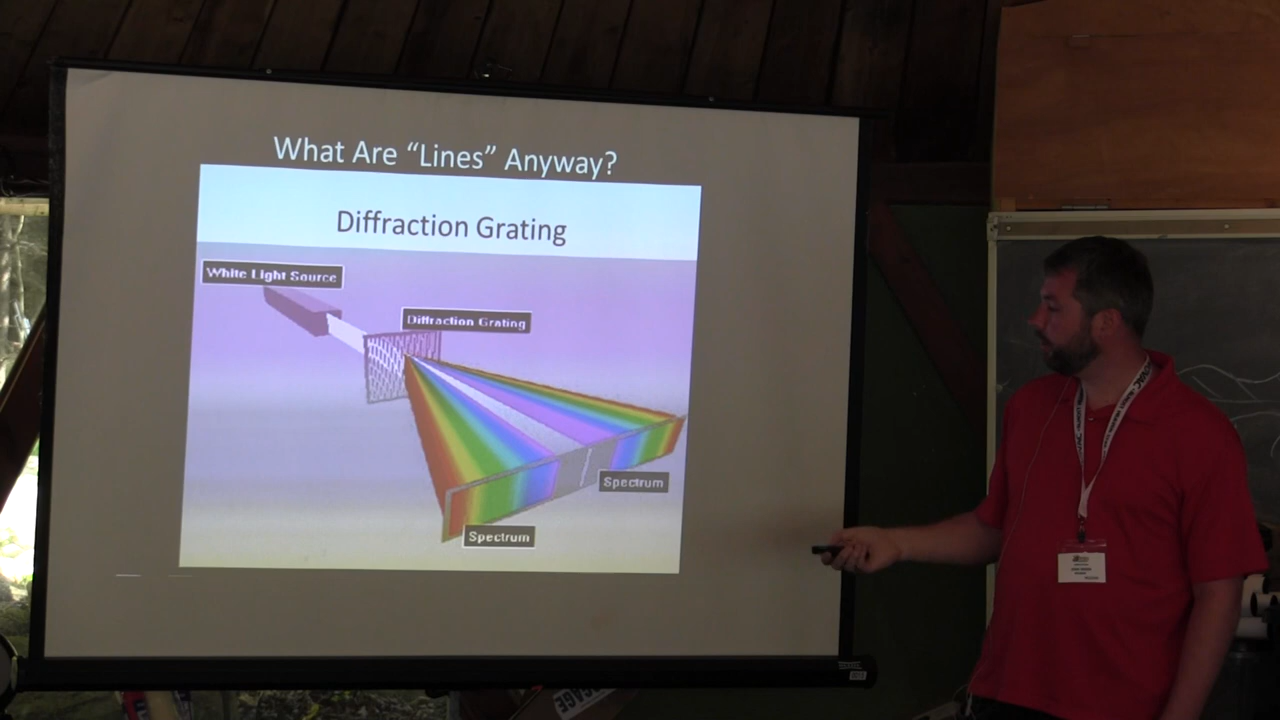 What Are “Lines” Anyway?
Diffraction Grating
White Light Source
Diffraction Grating
Spectrum
Spectrum